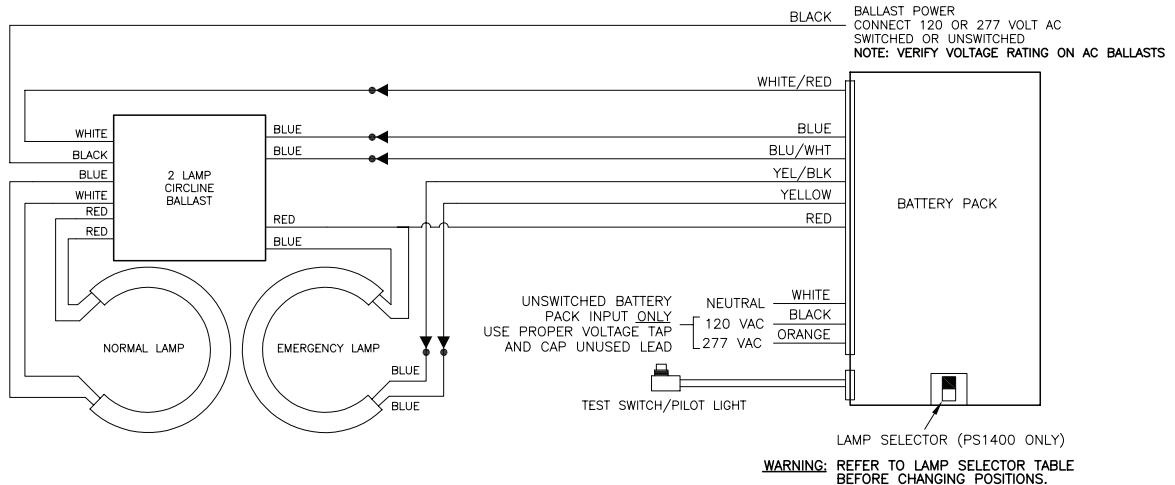 BLACK
BALLAST POWER
CONNECT 120 OR 277 VOLT AC
SWITCHED OR UNSWITCHED
NOTE: VERIFY VOLTAGE RATING ON AC BALLASTS
WHITE/RED
WHITE
BLACK
BLUE
WHITE
RED
RED
2 LAMP
CIRCLINE
BALLAST
BLUE
BLUE
RED
BLUE
BLUE
BLU/WHT
YEL/BLK
YELLOW
RED
BATTERY PACK
NORMAL LAMP
EMERGENCY LAMP
BLUE
BLUE
UNSWITCHED BATTERY
PACK INPUT ONLY
USE PROPER VOLTAGE TAP
AND CAP UNUSED LEAD
NEUTRAL WHITE
120 VAC BLACK
277 VAC ORANGE
TEST SWITCH/PILOT LIGHT
LAMP SELECTOR (PS1400 ONLY)
WARNING: REFER TO LAMP SELECTOR TABLE
BEFORE CHANGING POSITIONS.